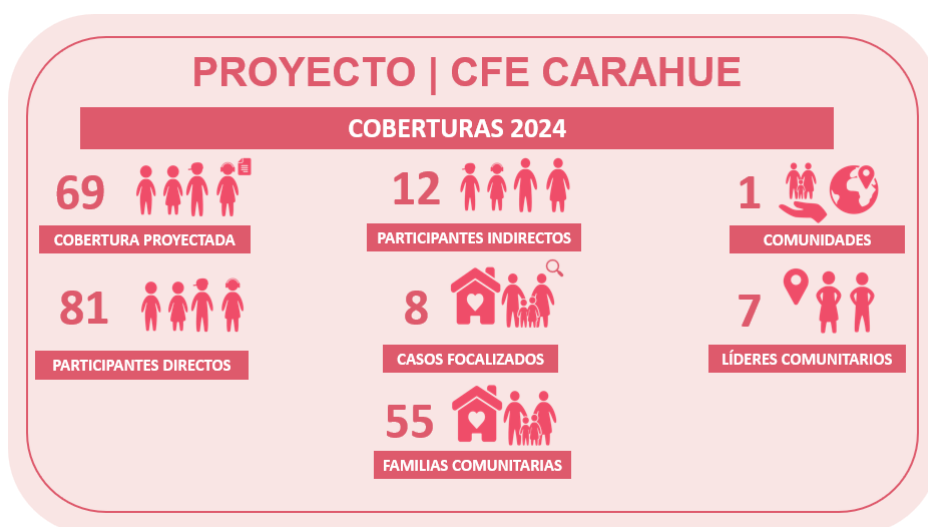 PROYECTO | CFE CARAHUE
COBERTURAS 2024
69
COBERTURA PROYECTADA
12
PARTICIPANTES INDIRECTOS
1
COMUNIDADES
81
PARTICIPANTES DIRECTOS
8
CASOS FOCALIZADOS
7
LÍDERES COMUNITARIOS
55
FAMILIAS COMUNITARIAS